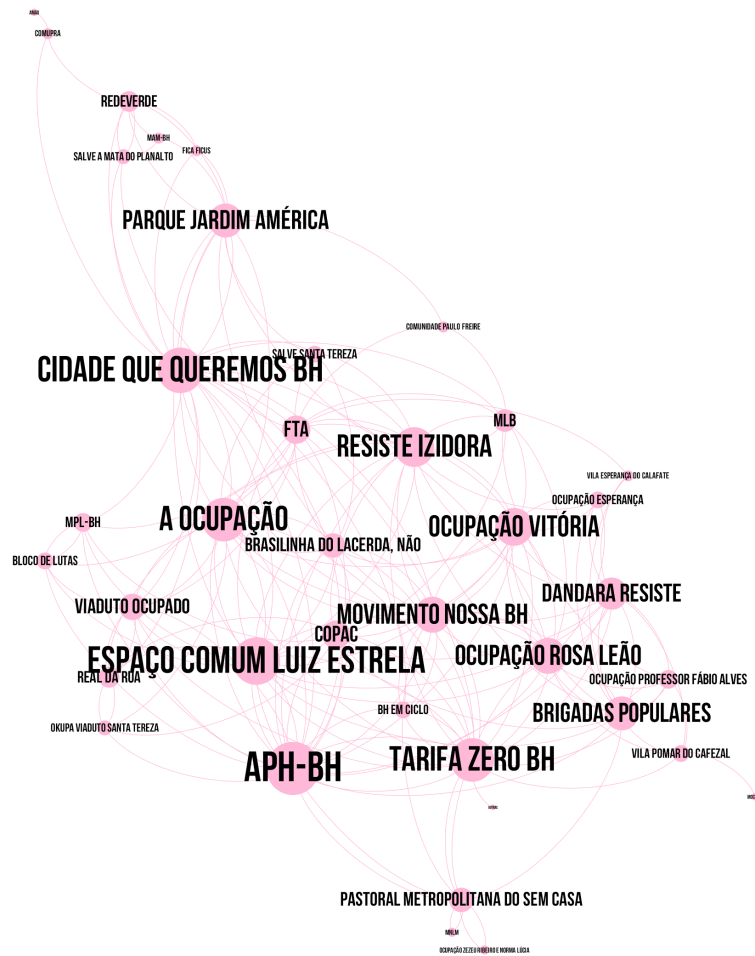 COMUPRA
REDEVERDE
MAM-BH
FICA FICUS
SALVE A MATA DO PLANALTO
PARQUE JARDIM AMÉRICA
COMUNIDADE PAULO FREIRE
SALVE SANTA TEREZA
CIDADE QUE QUEREMOS BH
MLB
FTA
RESISTE IZIDORA
VILA ESPERANÇA DO CALAFATE
OCUPAÇÃO ESPERANÇA
A OCUPAÇÃO
MPL-BH
OCUPAÇÃO VITÓRIA
BRASILINHA DO LACERDA, NÃO
BLOCO DE LUTAS
DANDARA RESISTE
VIADUTO OCUPADO
MOVIMENTO NOSSA BH
COPAC
OCUPAÇÃO ROSA LEÃO
ESPAÇO COMUM LUIZ ESTRELA
REAL DA RUA
OCUPAÇÃO PROFESSOR FÁBIO ALVES
BH EM CICLO
BRIGADAS POPULARES
OKUPA VIADUTO SANTA TEREZA
VILA POMAR DO CAFEZAL
TARIFA ZERO BH
APH-BH
PASTORAL METROPOLITANA DO SEM CASA
MNLM
OCUPAÇÃO ZEZEU RIBEIRO E NORMA LÚCIA